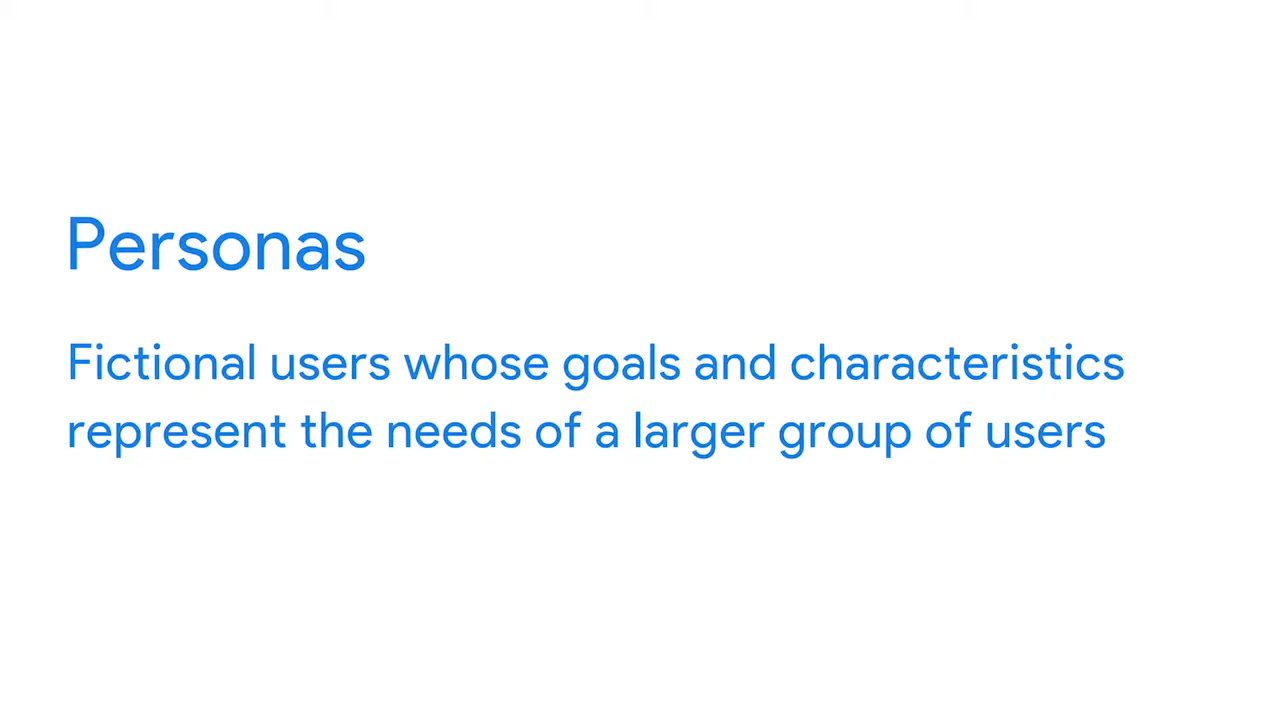 Personas
Fictional users whose goals and characteristics
represent the needs of a larger group of users